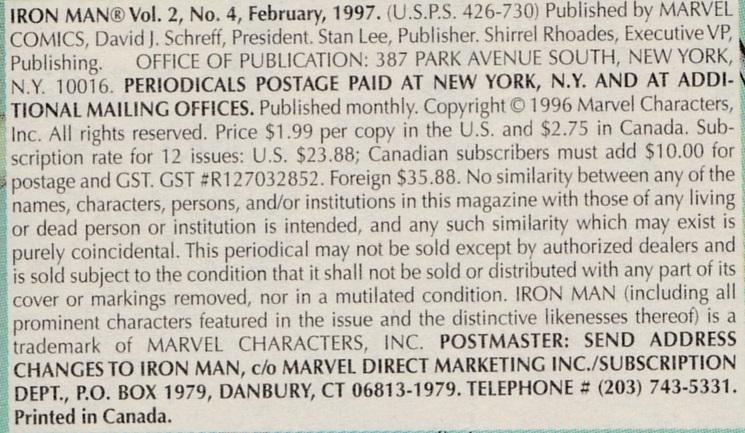 IRON MAN® Vol. 2, No. 4, February, 1997. (U.S.P.S. 426-730) Published by MARVEL
COMICS, David J. Schreff, President. Stan Lee, Publisher. Shirrel Rhoades, Executive VP,
Publishing. OFFICE OF PUBLICATION: 387 PARK AVENUE SOUTH, NEW YORK,
N.Y. 10016. PERIODICALS POSTAGE PAID AT NEW YORK, N.Y. AND AT ADDI-
TIONAL MAILING OFFICES. Published monthly. Copyright © 1996 Marvel Characters,
Inc. All rights reserved. Price $1.99 per copy in the U.S. and $2.75 in Canada. Sub-
scription rate for 12 issues: U.S. $23.88; Canadian subscribers must add $10.00 for
postage and GST. GST #R127032852. Foreign $35.88. No similarity between any of the
names, characters, persons, and/or institutions in this magazine with those of any living
or dead person or institution is intended, and any such similarity which may exist is
purely coincidental. This periodical may not be sold except by authorized dealers and
is sold subject to the condition that it shall not be sold or distributed with any part of its
cover or markings removed, nor in a mutilated condition. IRON MAN (including all
prominent characters featured in the issue and the distinctive likenesses thereof) is a
trademark of MARVEL CHARACTERS, INC. POSTMASTER: SEND ADDRESS
CHANGES TO IRON MAN, c/o MARVEL DIRECT MARKETING INC./SUBSCRIPTION
DEPT., P.O. BOX 1979, DANBURY, CT 06813-1979. TELEPHONE # (203) 743-5331.
Printed in Canada.